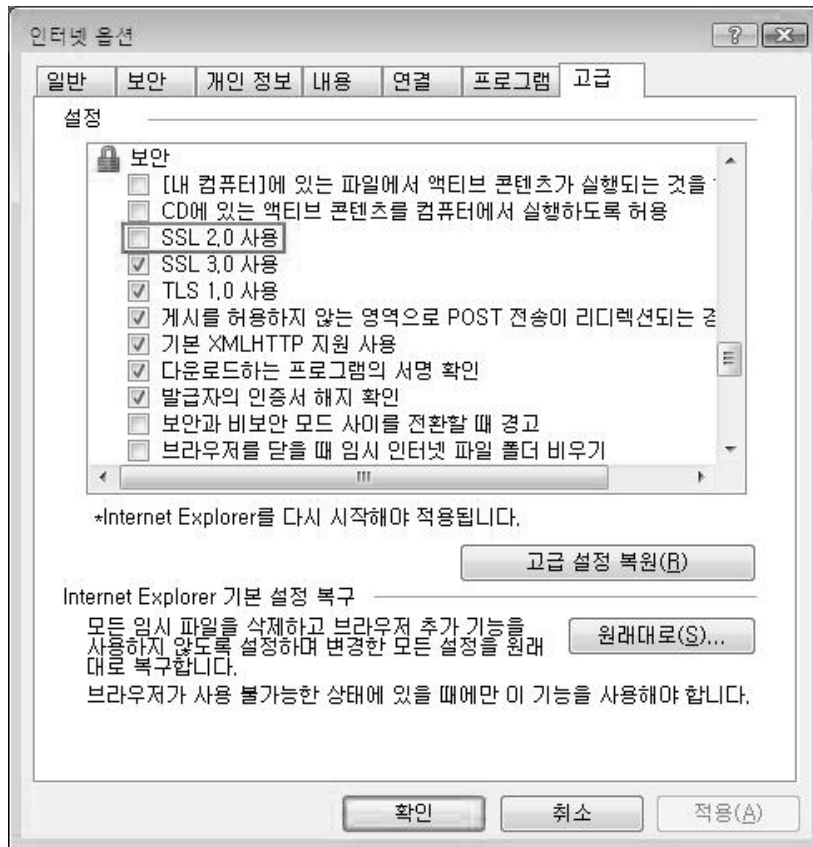 인터넷 옵션
일반 보안 개인 정보 내용 연결 프로그램 고급
설정
보안
[내 컴퓨터]에 있는 파일에서 액티브 콘텐츠가 실행되는 것을
CD에 있는 액티브 콘텐츠를 컴퓨터에서 실행하도록 허용
SSL 2.0 사용
SSL 3.0 사용
TLS 1.0 사용
게시를 허용하지 않는 영역으로 POST 전송이 리디렉션되는 경
기본 XMLHTTP 지원 사용
다운로드하는 프로그램의 서명 확인
발급자의 인증서 해지 확인
보안과 비보안 모드 사이를 전환할 때 경고
브라우저를 닫을 때 임시 인터넷 파일 폴더 비우기
*Internet Explorer를 다시 시작해야 적용됩니다.
고급 설정 복원(R)
Internet Explorer 기본 설정 복구
모든 임시 파일을 삭제하고 브라우저 추가 기능을
사용하지 않도록 설정하며 변경한 모든 설정을 원래
대로 복구합니다.
원래대로(S)...
브라우저가 사용 불가능한 상태에 있을 때에만 이 기능을 사용해야 합니다.
확인 취소 적용(A)